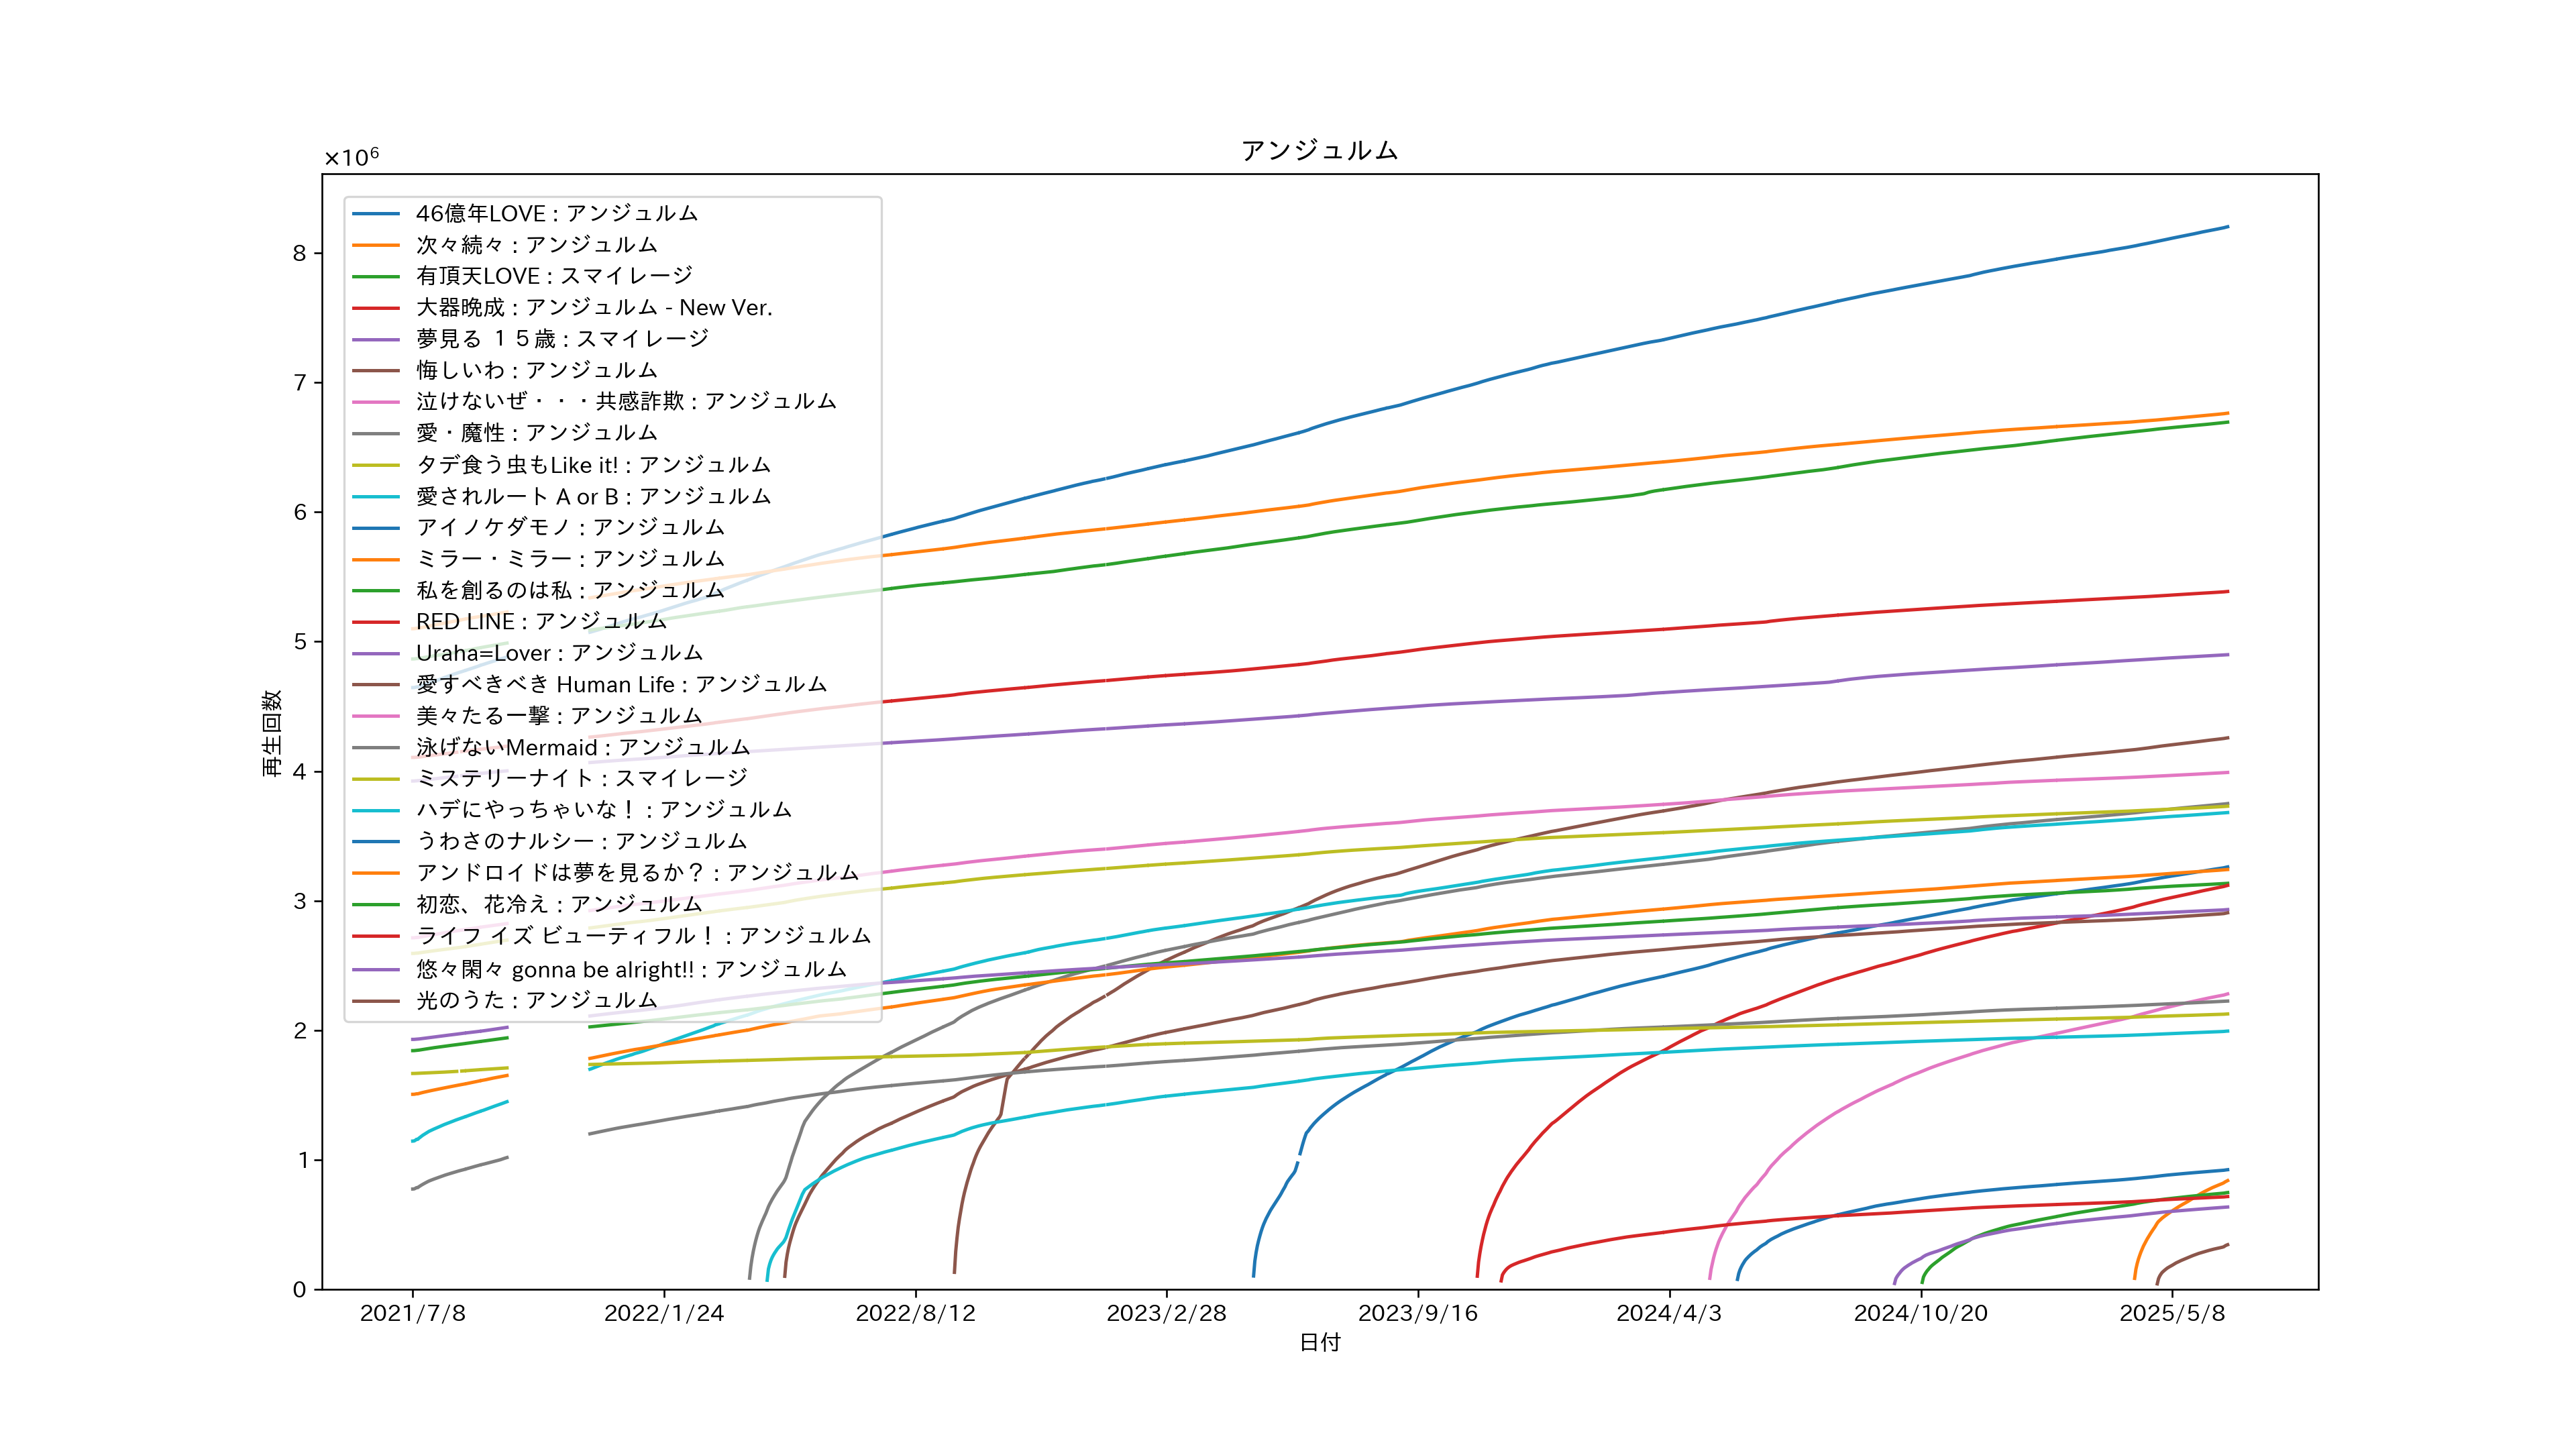 アンジュルム
×10⁶
46億年LOVE : アンジュルム
次々続々 : アンジュルム
有頂天LOVE : スマイレージ
大器晩成 : アンジュルム - New Ver.
夢見る １５歳 : スマイレージ
悔しいわ : アンジュルム
泣けないぜ・・・共感詐欺 : アンジュルム
愛・魔性 : アンジュルム
タデ食う虫もLike it! : アンジュルム
愛されルート A or B : アンジュルム
アイノケダモノ : アンジュルム
ミラー・ミラー : アンジュルム
私を創るのは私 : アンジュルム
RED LINE : アンジュルム
Uraha=Lover : アンジュルム
愛すべきべき Human Life : アンジュルム
美々たる一撃 : アンジュルム
泳げないMermaid : アンジュルム
ミステリーナイト : スマイレージ
ハデにやっちゃいな！ : アンジュルム
うわさのナルシー : アンジュルム
アンドロイドは夢を見るか？ : アンジュルム
初恋、花冷え : アンジュルム
ライフ イズ ビューティフル！ : アンジュルム
悠々閑々 gonna be alright!! : アンジュルム
光のうた : アンジュルム
8
7
6
5
4
3
2
1
0
再生回数
2021/7/8 2022/1/24 2022/8/12 2023/2/28 2023/9/16 2024/4/3 2024/10/20 2025/5/8
日付